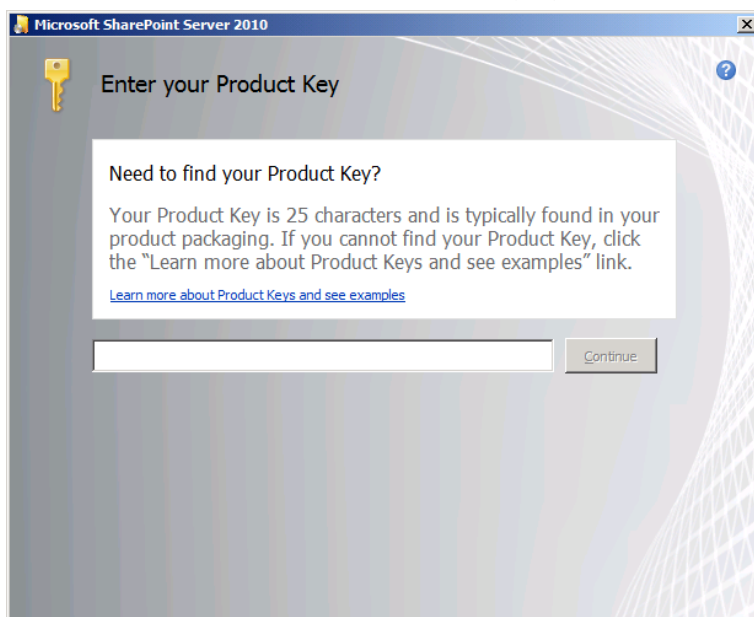 Microsoft SharePoint Server 2010
Enter your Product Key
Need to find your Product Key?
Your Product Key is 25 characters and is typically found in your
product packaging. If you cannot find your Product Key, click
the “Learn more about Product Keys and see examples” link.
Learn more about Product Keys and see examples
Continue